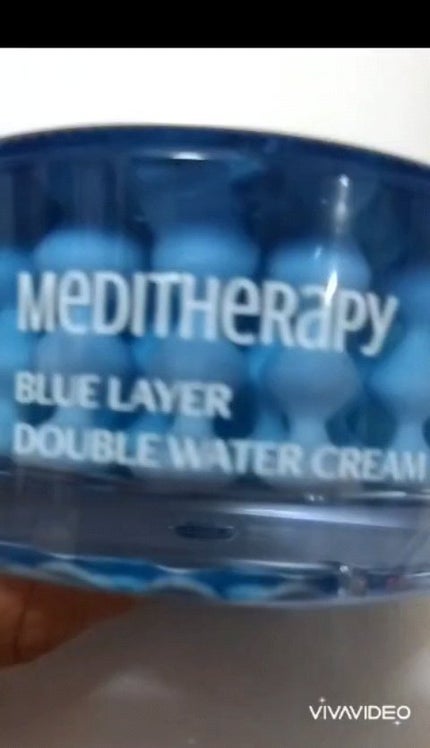 MeDITHeRaPY
BLUE LAYER
DOUBLE WATER CREAM
VIVAVIDEO